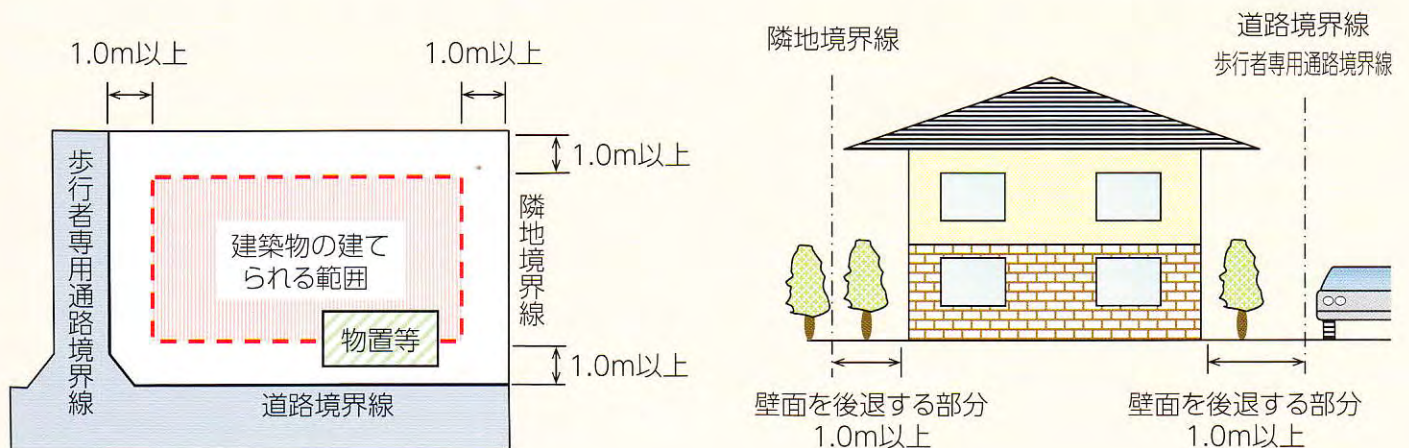 1.0m以上
1.0m以上
1.0m以上
歩行者専用通路境界線
隣地境界線
建築物の建て
られる範囲
物置等
1.0m以上
道路境界線
隣地境界線
道路境界線
歩行者専用通路境界線
壁面を後退する部分
1.0m以上
壁面を後退する部分
1.0m以上